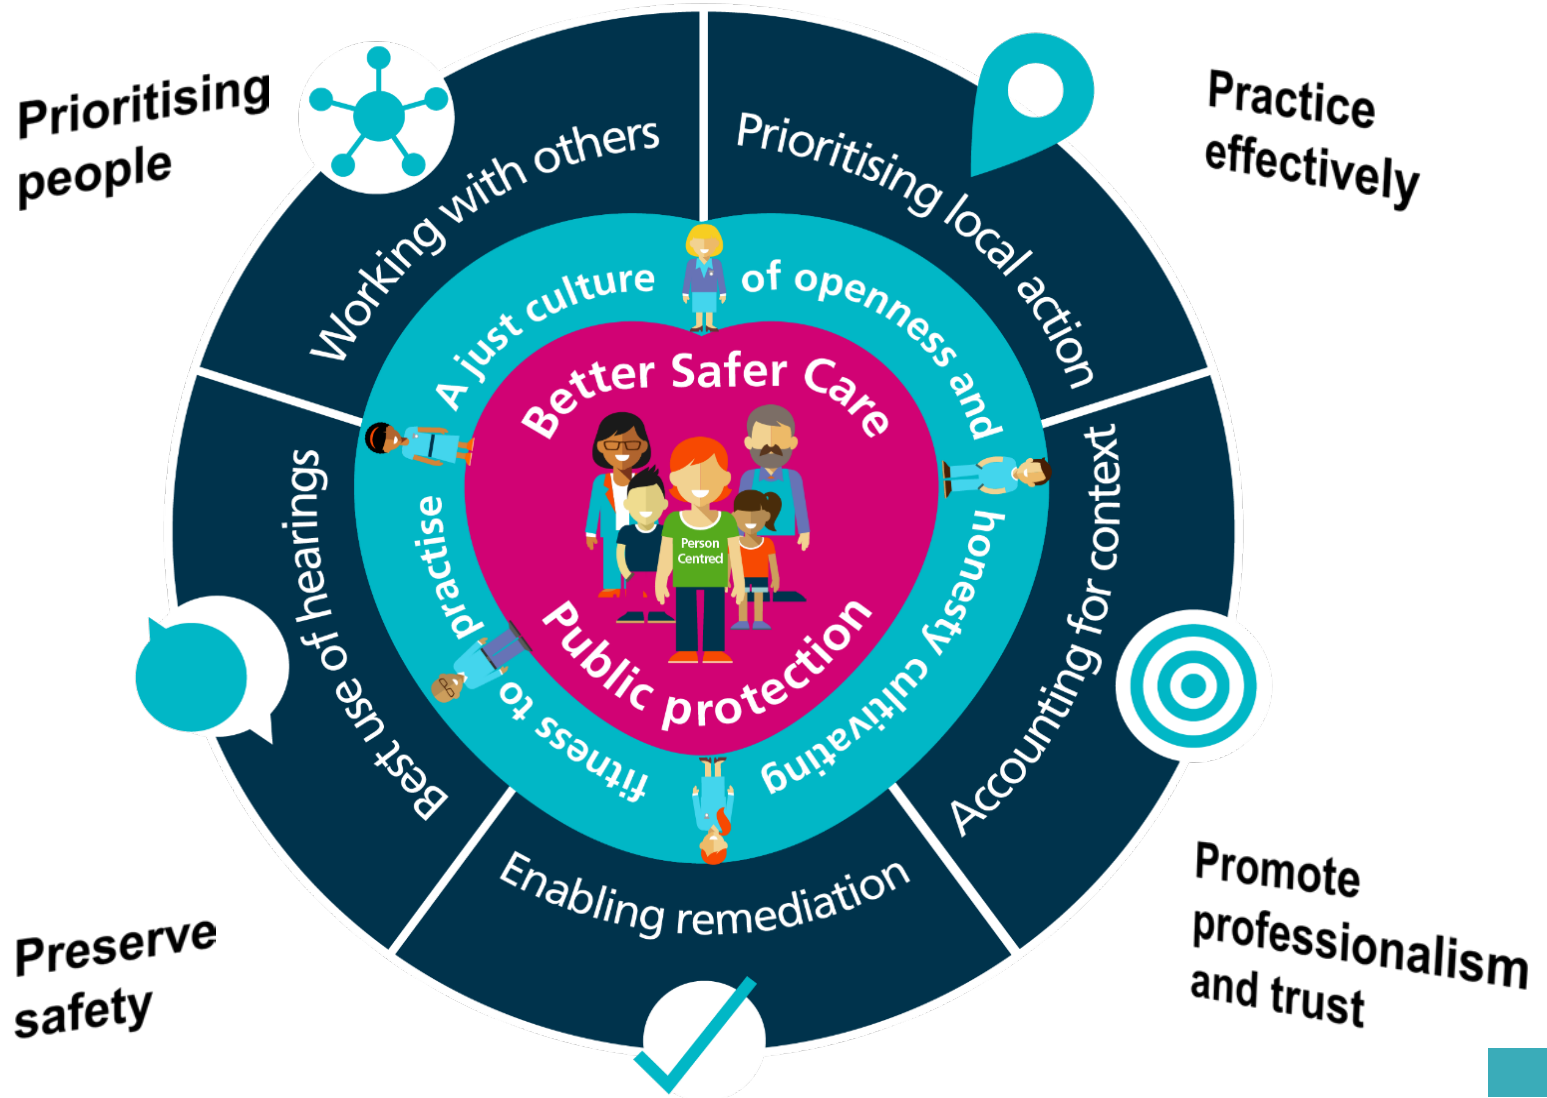 Prioritising
people
Practice
effectively
Working with others
Prioritising local action
Accounting for context
Enabling remediation
Best use of hearings
A just culture
of openness and
honesty cultivating
fitness to
practise
Better Safer Care
Person
Centred
Public protection
Preserve
safety
Promote
professionalism
and trust